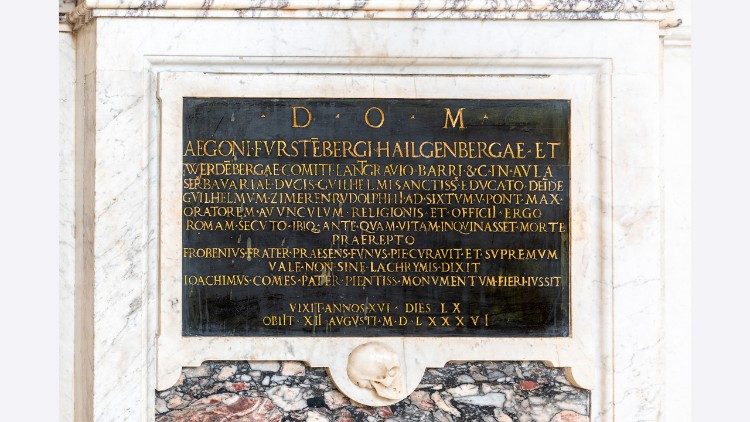 · D · O · M ·
AEGONI·FVRSTĒBERGI·HAILGENBERGAE·ET
WERDĒBERGAE COMITI·LANTGRAVIO·BARRI·&·C·IN·AVLA
SER·BAVARIAE·DVCIS·GVILHELMI·SANCTISS·EDVCATO·DEIDE
GVILHELMVM·ZIMEREN·RVDOLPHI·II·AD·SIXTVM·V·PONT·MAX·
ORATOREM·AVVNCVLVM·RELIGIONIS·ET·OFFICII·ERGO
ROMAM·SECVTO·IBIQ·ANTE·QVAM·VITAM·INQVINASSET·MORTE
PRAEREPTO
FROBENIVS·FRATER·PRAESENS·FVNVS·PIE·CVRAVIT·ET·SVPREMVM
VALE·NON·SINE·LACHRYMIS·DIXIT
IOACHIMVS·COMES·PATER·PIENTISS·MONVMENTVM·FIERI·IVSSIT
VIXIT·ANNOS·XVI·DIES·LX
OBIIT·XII·AVGVSTI·M·D·LXXXVI